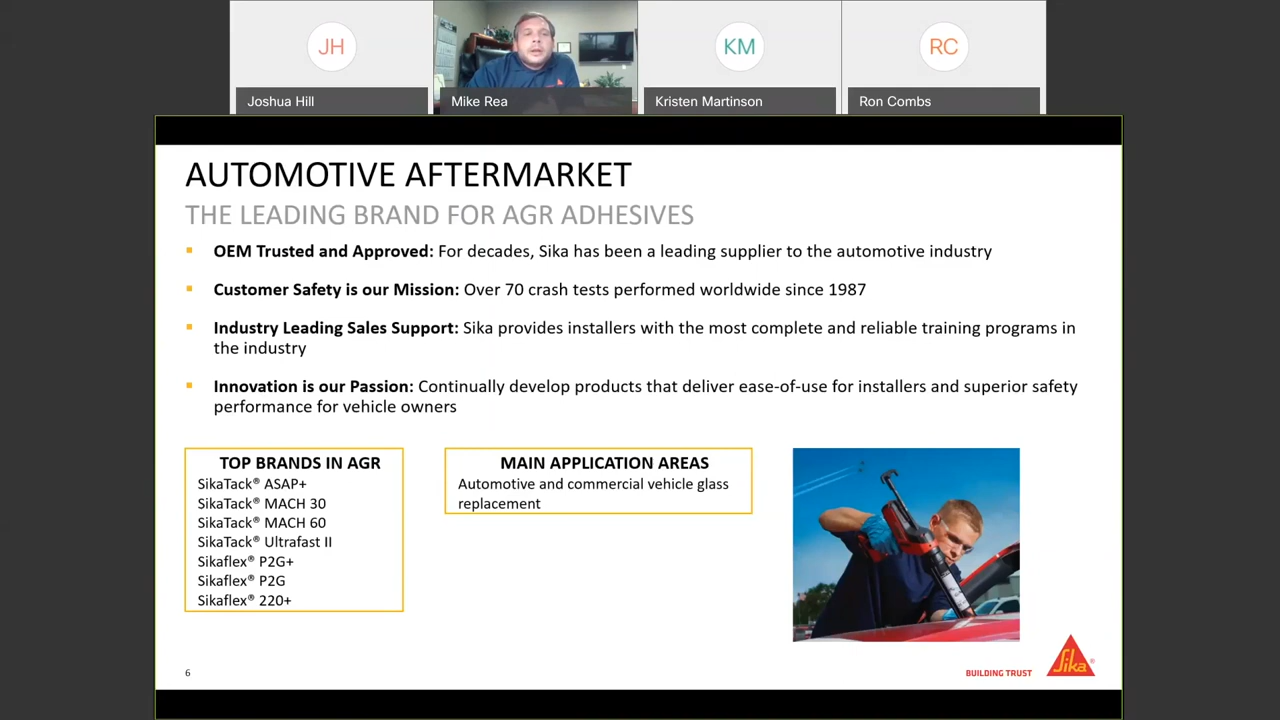 JH
KM
RC
Joshua Hill
Mike Rea
Kristen Martinson
Ron Combs
AUTOMOTIVE AFTERMARKET
THE LEADING BRAND FOR AGR ADHESIVES
▪ OEM Trusted and Approved: For decades, Sika has been a leading supplier to the automotive industry
▪ Customer Safety is our Mission: Over 70 crash tests performed worldwide since 1987
▪ Industry Leading Sales Support: Sika provides installers with the most complete and reliable training programs in
the industry
▪ Innovation is our Passion: Continually develop products that deliver ease-of-use for installers and superior safety
performance for vehicle owners
TOP BRANDS IN AGR
SikaTack® ASAP+
SikaTack® MACH 30
SikaTack® MACH 60
SikaTack® Ultrafast II
Sikaflex® P2G+
Sikaflex® P2G
Sikaflex® 220+
MAIN APPLICATION AREAS
Automotive and commercial vehicle glass
replacement
6
BUILDING TRUST
Sika®